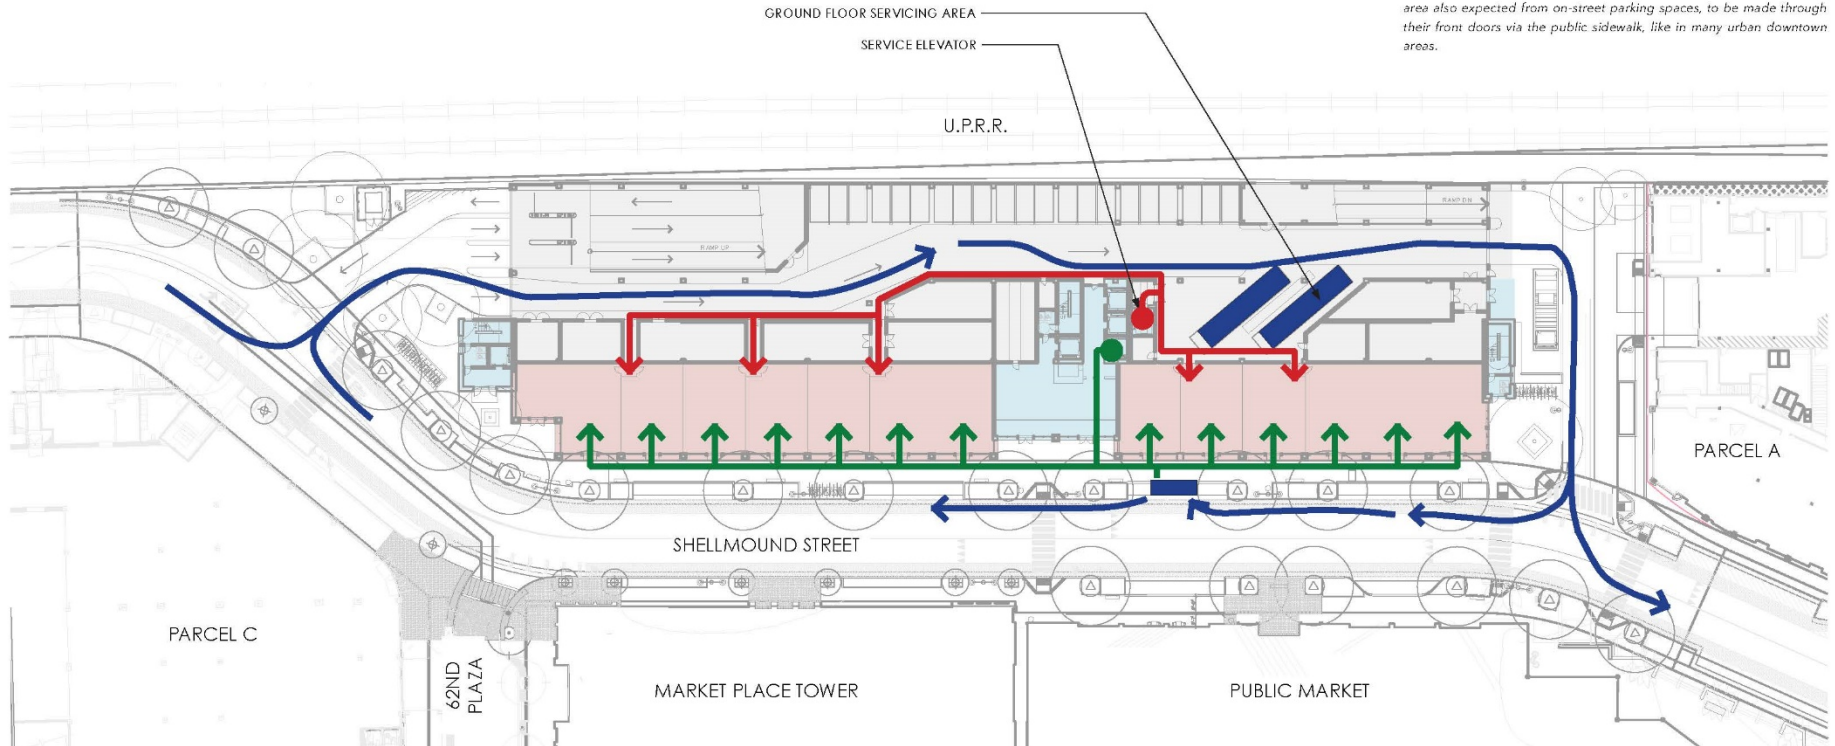 area also expected from on-street parking spaces, to be made through
their front doors via the public sidewalk, like in many urban downtown
areas.
GROUND FLOOR SERVICING AREA
SERVICE ELEVATOR
U.P.R.R.
RAMP DN
RAMP UP
PARCEL A
SHELLMOUND STREET
PARCEL C
62ND
PLAZA
MARKET PLACE TOWER
PUBLIC MARKET